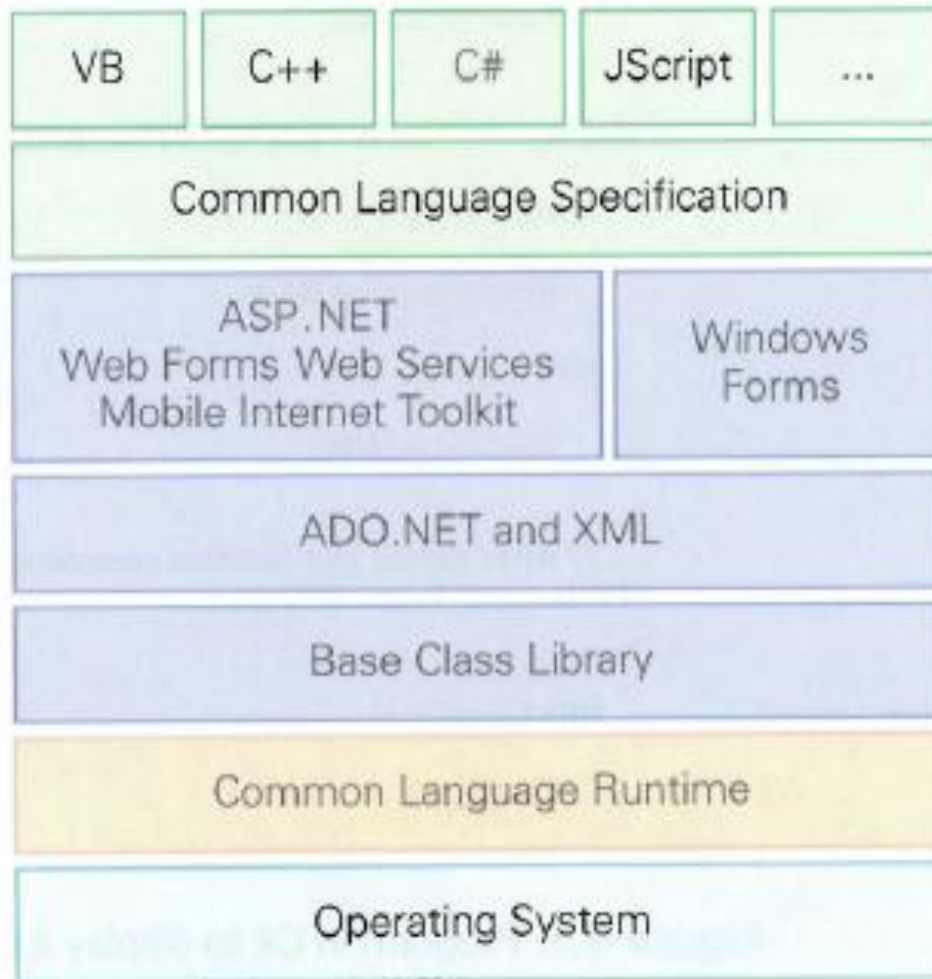 VB
C++
C#
JScript
...
Common Language Specification
ASP.NET
Web Forms Web Services
Mobile Internet Toolkit
Windows
Forms
ADO.NET and XML
Base Class Library
Common Language Runtime
Operating System